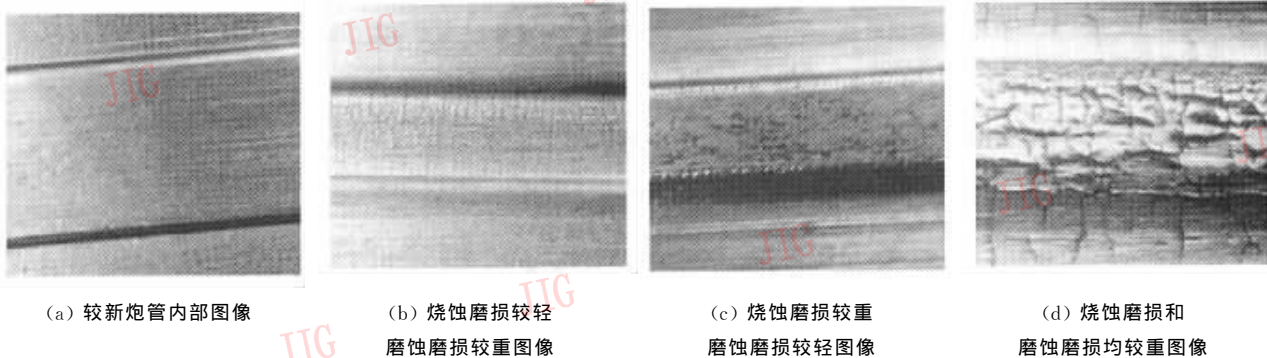 JIG
JIG
JIG
JIG
JIG
(a) 较新炮管内部图像
(b) 烧蚀磨损较轻
磨蚀磨损较重图像
(c) 烧蚀磨损较重
磨蚀磨损较轻图像
(d) 烧蚀磨损和
磨蚀磨损均较重图像
JIG
JIG